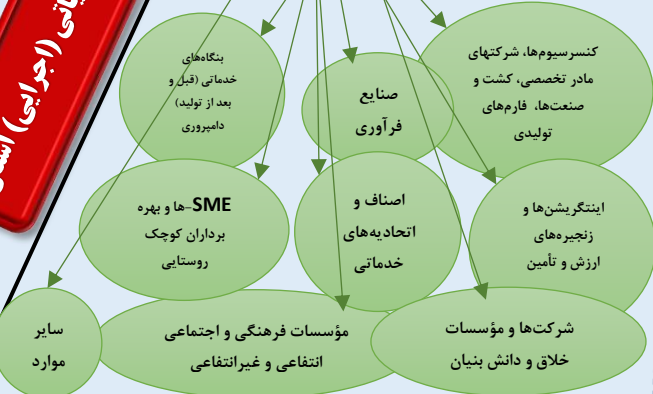 یاتی (اجرایی)
کنسرسیوم‌ها، شرکتهای
مادر تخصصی، کشت و
صنعت‌ها، فارم‌های
تولیدی
صنایع
فرآوری
بنگاه‌های
خدماتی (قبل و
بعد از تولید)
دامپروری
اینتگریشن‌ها و
زنجیره‌های
ارزش و تأمین
اصناف و
اتحادیه‌های
خدماتی
SME-ها و بهره
برداران کوچک
روستایی
شرکت‌ها و مؤسسات
خلاق و دانش بنیان
مؤسسات فرهنگی و اجتماعی
انتفاعی و غیرانتفاعی
سایر
موارد